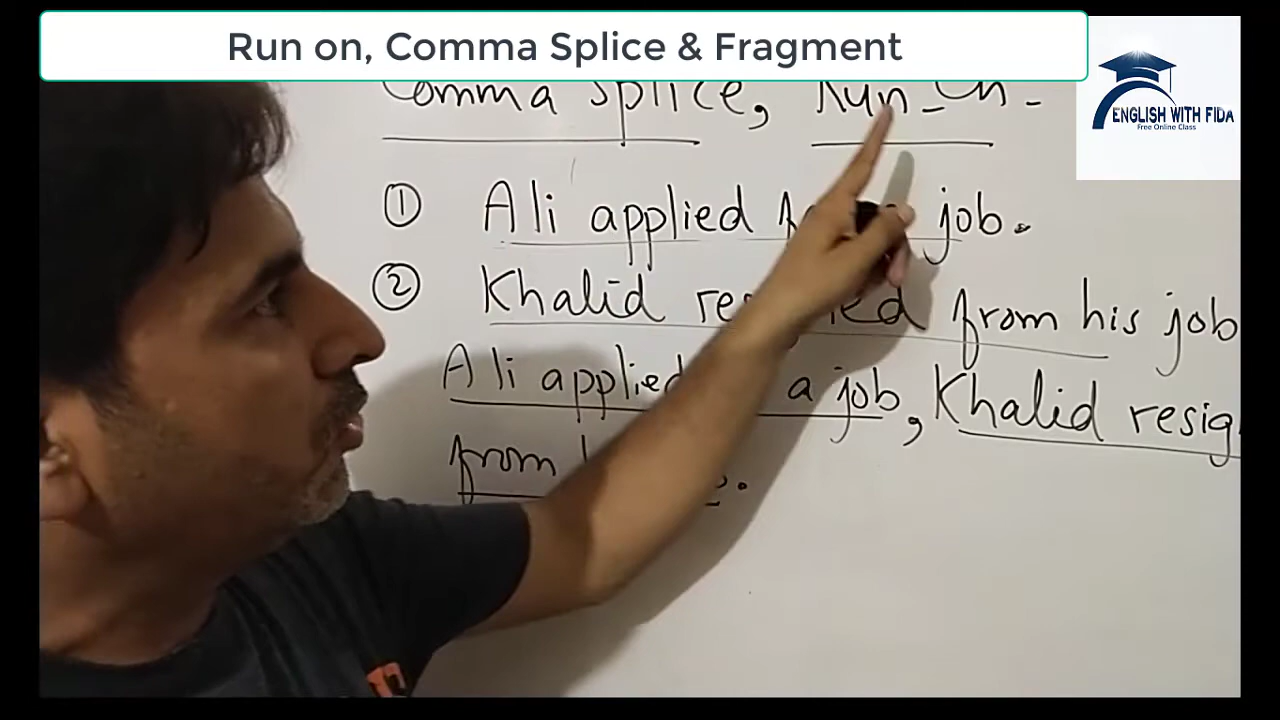 Run on, Comma Splice & Fragment
ENGLISH WITH FIDA
Free Online Class
Comma Splice, Run-On-
① Ali applied job.
② Khalid from his job
Ali applied a job, Khalid
from